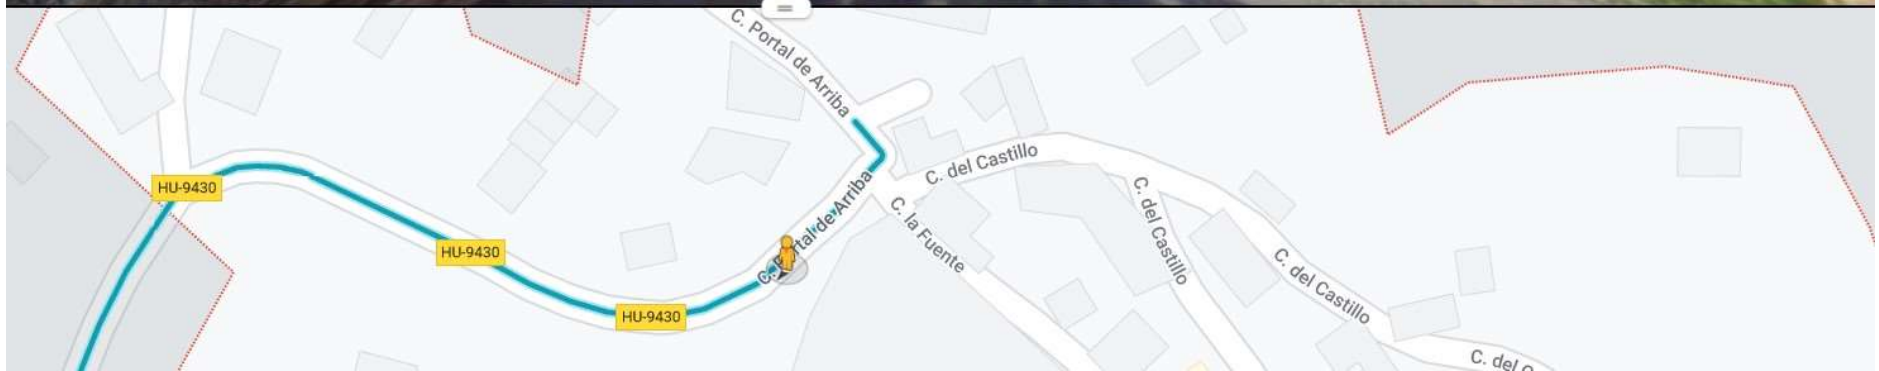 C. Portal de Arriba
C. del Castillo
HU-9430
C. Portal de Arriba
C. del Castillo
C. la Fuente
HU-9430
C. del Castillo
HU-9430
C. del